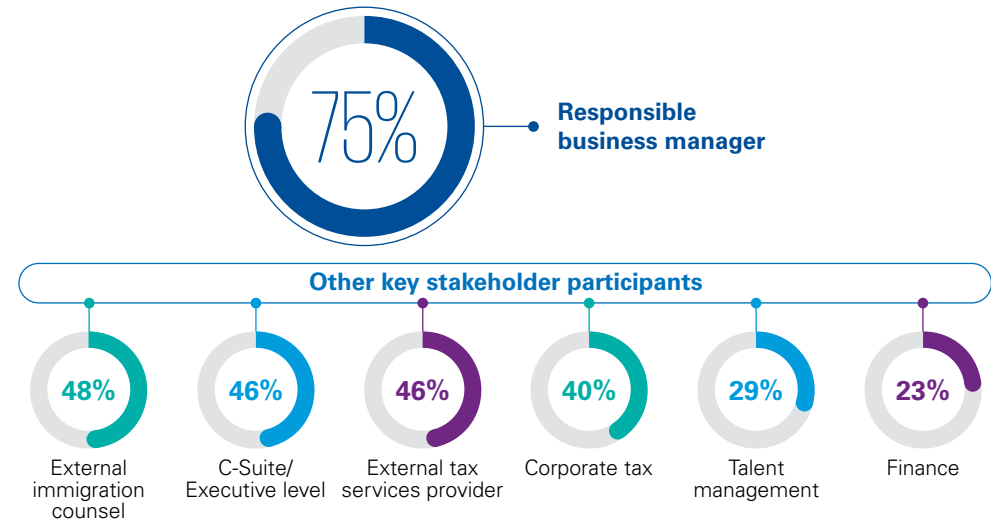 75%
Responsible
business manager
Other key stakeholder participants
48%
46%
46%
40%
29%
23%
External
immigration
counsel
C-Suite/
Executive level
External tax
services provider
Corporate tax
Talent
management
Finance